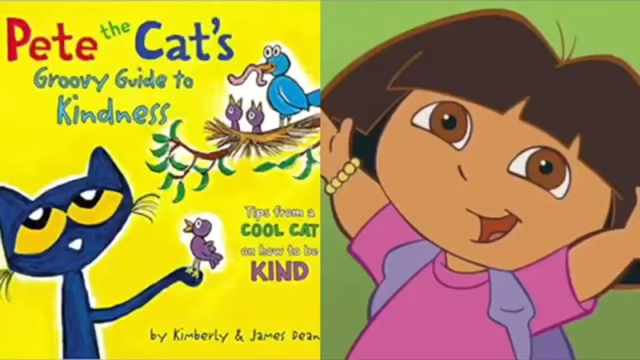 Pete the Cat's
Groovy Guide to
Kindness
Tips from a
COOL CAT
on how to be
KIND
by Kimberly & James Dean